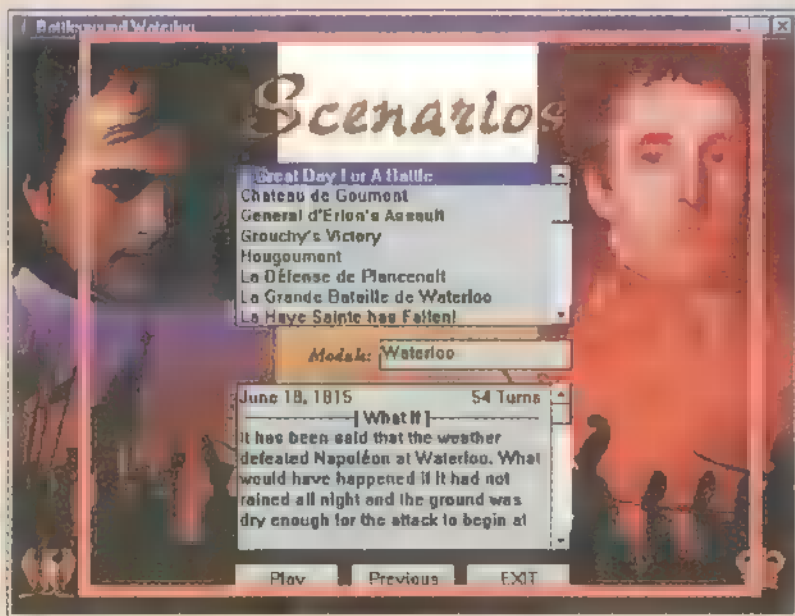 Battleground Waterloo
Scenarios
Great Day For A Battle
Chateau de Goumont
General d'Erlon's Assault
Grouchy's Victory
Hougoumont
La Défense de Plancenoit
La Grande Bataille de Waterloo
La Haye Sainte has Fallen!
Module: Waterloo
June 18, 1815 54 Turns
[ What If ]
It has been said that the weather
defeated Napoléon at Waterloo. What
would have happened if it had not
rained all night and the ground was
dry enough for the attack to begin at
Play Previous EXIT